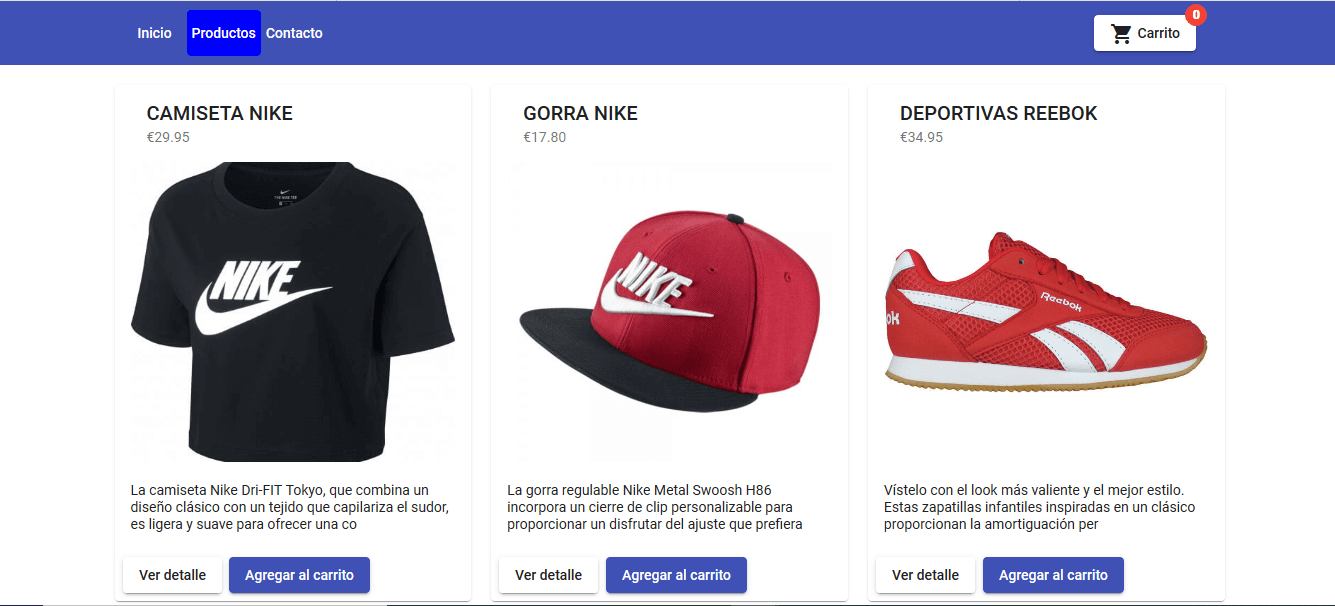 Inicio Productos Contacto
0
Carrito
CAMISETA NIKE
€29.95
NIKE
La camiseta Nike Dri-FIT Tokyo, que combina un
diseño clásico con un tejido que capilariza el sudor,
es ligera y suave para ofrecer una co
Ver detalle
Agregar al carrito
GORRA NIKE
€17.80
NIKE
La gorra regulable Nike Metal Swoosh H86
incorpora un cierre de clip personalizable para
proporcionar un disfrutar del ajuste que prefiera
Ver detalle
Agregar al carrito
DEPORTIVAS REEBOK
€34.95
Reebok
ok
Vístelo con el look más valiente y el mejor estilo.
Estas zapatillas infantiles inspiradas en un clásico
proporcionan la amortiguación per
Ver detalle
Agregar al carrito